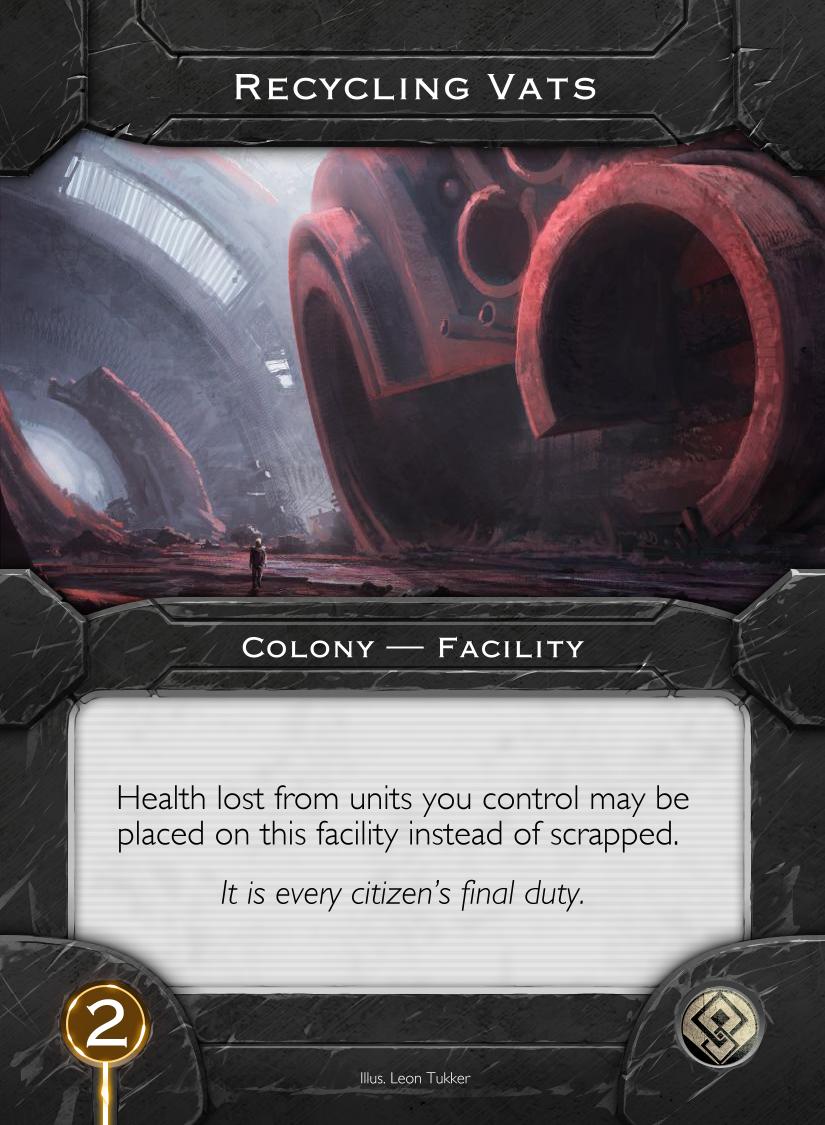 Recycling Vats
Colony — Facility
Health lost from units you control may be
placed on this facility instead of scrapped.
It is every citizen’s final duty.
2
Illus. Leon Tukker